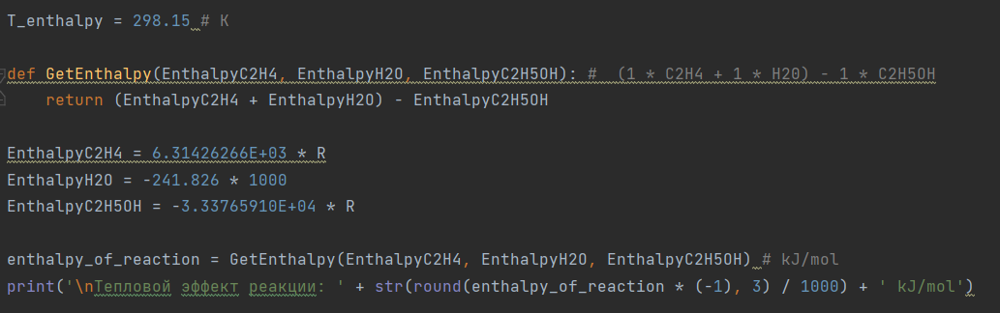 T_enthalpy = 298.15 # K
def GetEnthalpy(EnthalpyC2H4, EnthalpyH2O, EnthalpyC2H5OH): #  (1 * C2H4 + 1 * H20) - 1 * C2H5OH
    return (EnthalpyC2H4 + EnthalpyH2O) - EnthalpyC2H5OH
EnthalpyC2H4 = 6.31426266E+03 * R
EnthalpyH2O = -241.826 * 1000
EnthalpyC2H5OH = -3.33765910E+04 * R
enthalpy_of_reaction = GetEnthalpy(EnthalpyC2H4, EnthalpyH2O, EnthalpyC2H5OH) # kJ/mol
print('\nТепловой эффект реакции: ' + str(round(enthalpy_of_reaction * (-1), 3) / 1000) + ' kJ/mol')